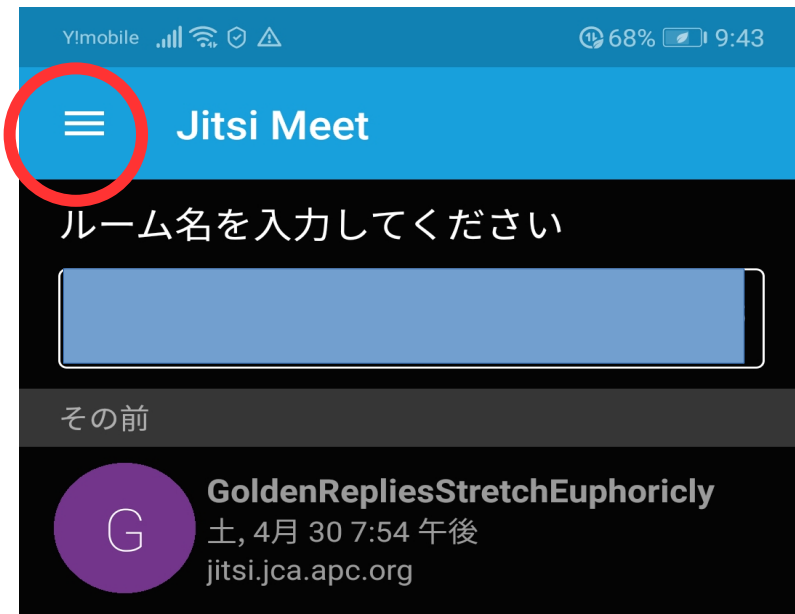 Y!mobile 68% 9:43
Jitsi Meet
ルーム名を入力してください
その前
G
GoldenRepliesStretchEuphoricly
土, 4月 30 7:54 午後
jitsi.jca.apc.org